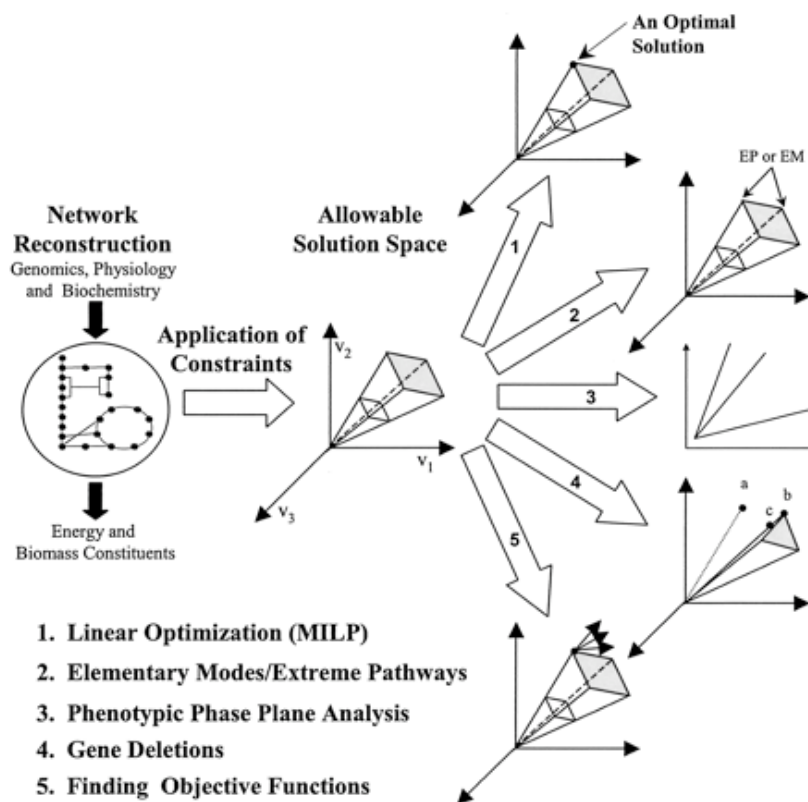 An Optimal
Solution
EP or EM
Network
Reconstruction
Genomics, Physiology
and Biochemistry
Allowable
Solution Space
Application of
Constraints
v2
v1
v3
Energy and
Biomass Constituents
1
2
3
4
5
a
b
c
1. Linear Optimization (MILP)
2. Elementary Modes/Extreme Pathways
3. Phenotypic Phase Plane Analysis
4. Gene Deletions
5. Finding Objective Functions